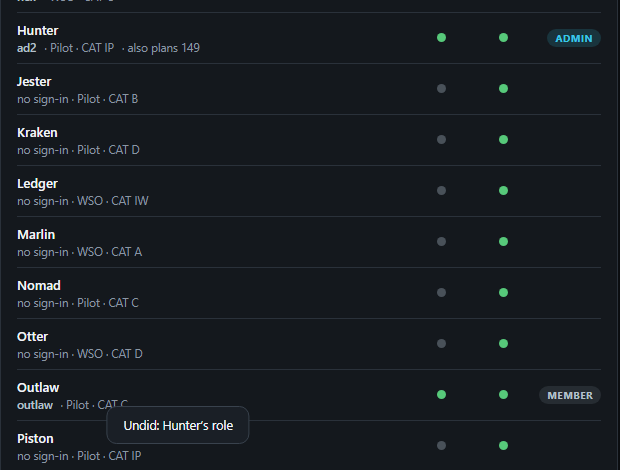 Hunter
ad2 · Pilot · CAT IP · also plans 149
ADMIN
Jester
no sign-in · Pilot · CAT B
Kraken
no sign-in · Pilot · CAT D
Ledger
no sign-in · WSO · CAT IW
Marlin
no sign-in · WSO · CAT A
Nomad
no sign-in · Pilot · CAT C
Otter
no sign-in · WSO · CAT D
Outlaw
outlaw · Pilot · CAT C
MEMBER
Undid: Hunter's role
Piston
no sign-in · Pilot · CAT IP